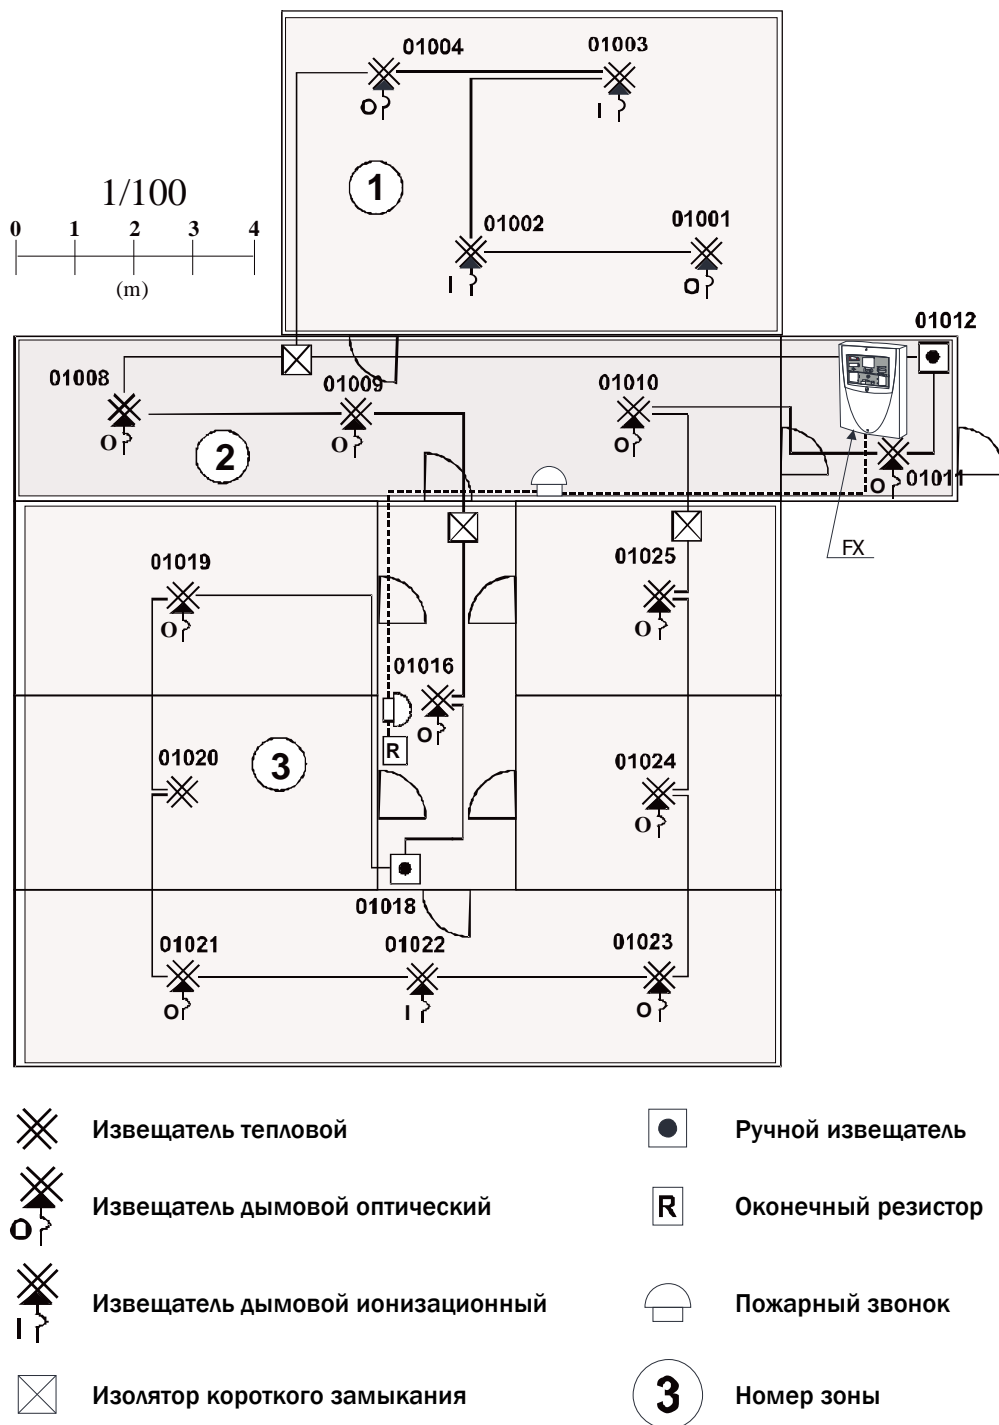 01004
01003
O
I
1/100
1
0 1 2 3 4
(m)
01002
01001
I
O
01012
01008
01009
01010
O
O
O
2
O
01011
FX
01019
01025
O
O
01016
O
R
01020
3
01024
O
01018
01021
01022
01023
O
I
O
Извещатель тепловой
Ручной извещатель
Извещатель дымовой оптический
O
R
Оконечный резистор
Извещатель дымовой ионизационный
I
Пожарный звонок
Изолятор короткого замыкания
3
Номер зоны